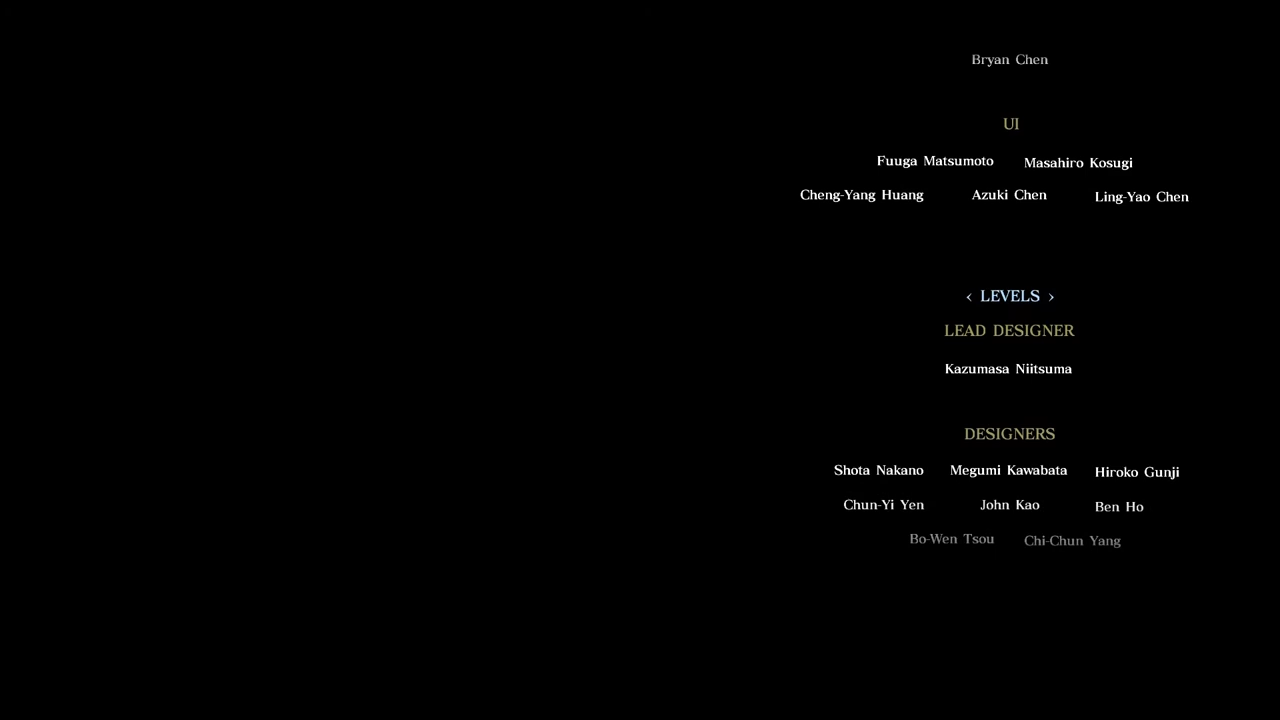 Bryan Chen
UI
Fuuga Matsumoto Masahiro Kosugi
Cheng-Yang Huang Azuki Chen Ling-Yao Chen
‹ LEVELS ›
LEAD DESIGNER
Kazumasa Niitsuma
DESIGNERS
Shota Nakano Megumi Kawabata Hiroko Gunji
Chun-Yi Yen John Kao Ben Ho
Bo-Wen Tsou Chi-Chun Yang